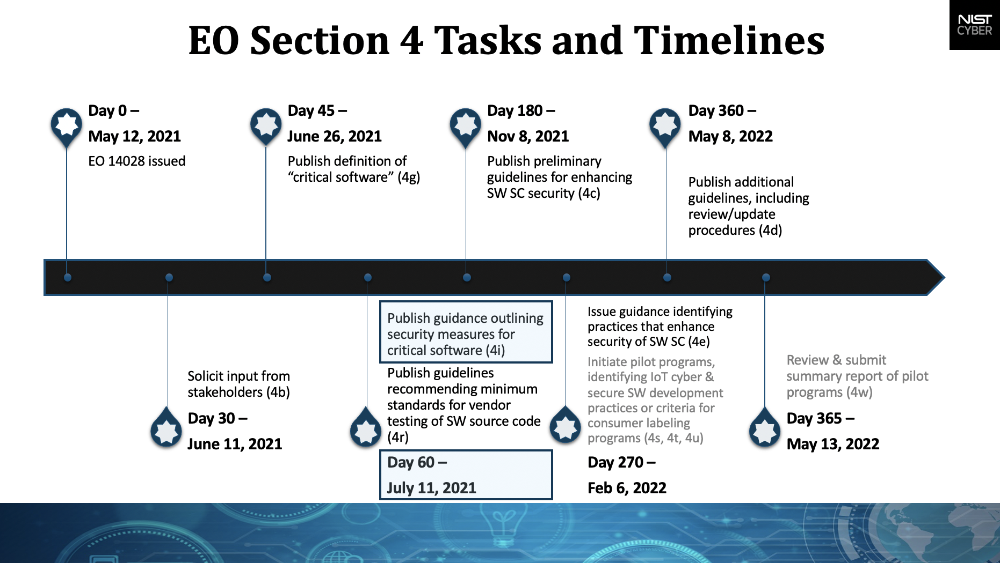 EO Section 4 Tasks and Timelines
NIST
CYBER
Day 0 –
May 12, 2021
EO 14028 issued
Day 45 –
June 26, 2021
Publish definition of
“critical software” (4g)
Day 180 –
Nov 8, 2021
Publish preliminary
guidelines for enhancing
SW SC security (4c)
Day 360 –
May 8, 2022
Publish additional
guidelines, including
review/update
procedures (4d)
Solicit input from
stakeholders (4b)
Day 30 –
June 11, 2021
Publish guidance outlining
security measures for
critical software (4i)
Publish guidelines
recommending minimum
standards for vendor
testing of SW source code
(4r)
Day 60 –
July 11, 2021
Issue guidance identifying
practices that enhance
security of SW SC (4e)
Initiate pilot programs,
identifying IoT cyber &
secure SW development
practices or criteria for
consumer labeling
programs (4s, 4t, 4u)
Day 270 –
Feb 6, 2022
Review & submit
summary report of pilot
programs (4w)
Day 365 –
May 13, 2022